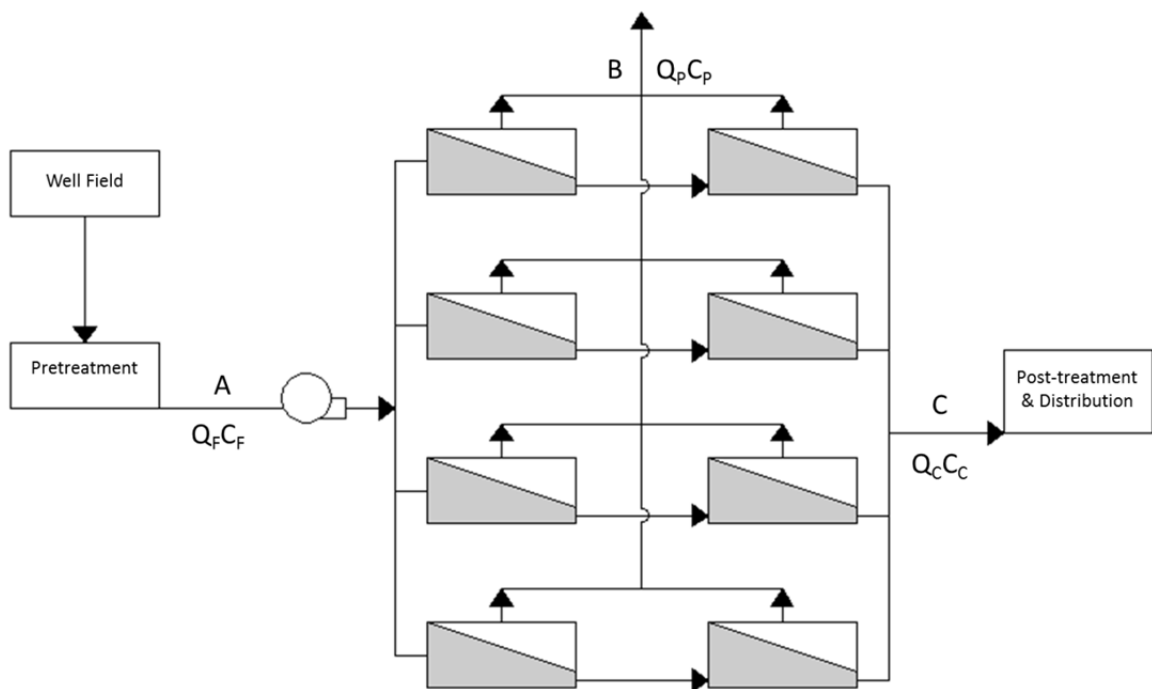 B
QPCP
Well Field
Pretreatment
A
QFCF
Post-treatment
& Distribution
C
QCCC